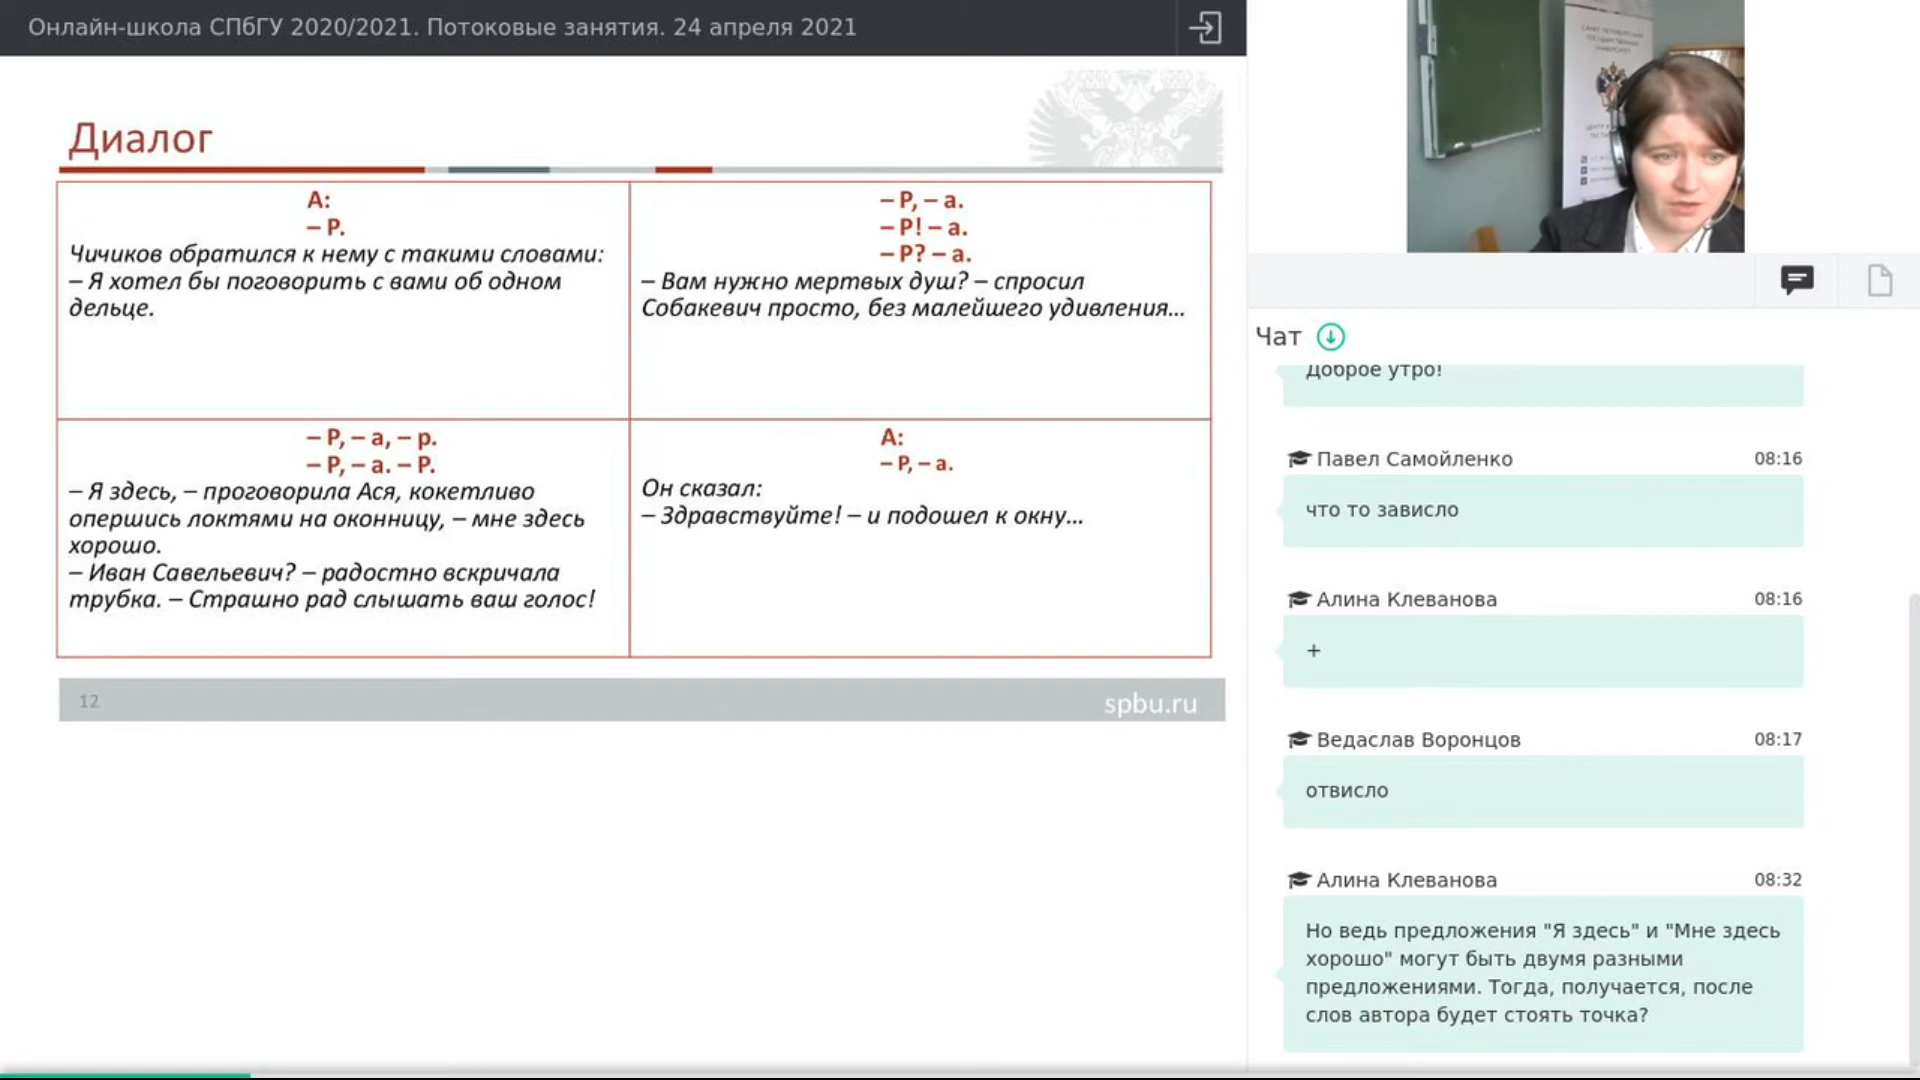 Онлайн-школа СПбГУ 2020/2021. Потоковые занятия. 24 апреля 2021
Диалог
А:
– Р.
Чичиков обратился к нему с такими словами:
– Я хотел бы поговорить с вами об одном
дельце.
– Р, – а.
– Р! – а.
– Р? – а.
– Вам нужно мертвых душ? – спросил
Собакевич просто, без малейшего удивления...
– Р, – а, – р.
– Р, – а. – Р.
– Я здесь, – проговорила Ася, кокетливо
опершись локтями на оконницу, – мне здесь
хорошо.
– Иван Савельевич? – радостно вскричала
трубка. – Страшно рад слышать ваш голос!
А:
– Р, – а.
Он сказал:
– Здравствуйте! – и подошел к окну...
12
spbu.ru
САНКТ-ПЕТЕРБУРГСКИЙ
ГОСУДАРСТВЕННЫЙ
УНИВЕРСИТЕТ
Чат
Доброе утро!
Павел Самойленко 08:16
что то зависло
Алина Клеванова 08:16
+
Ведаслав Воронцов 08:17
отвисло
Алина Клеванова 08:32
Но ведь предложения "Я здесь" и "Мне здесь
хорошо" могут быть двумя разными
предложениями. Тогда, получается, после
слов автора будет стоять точка?